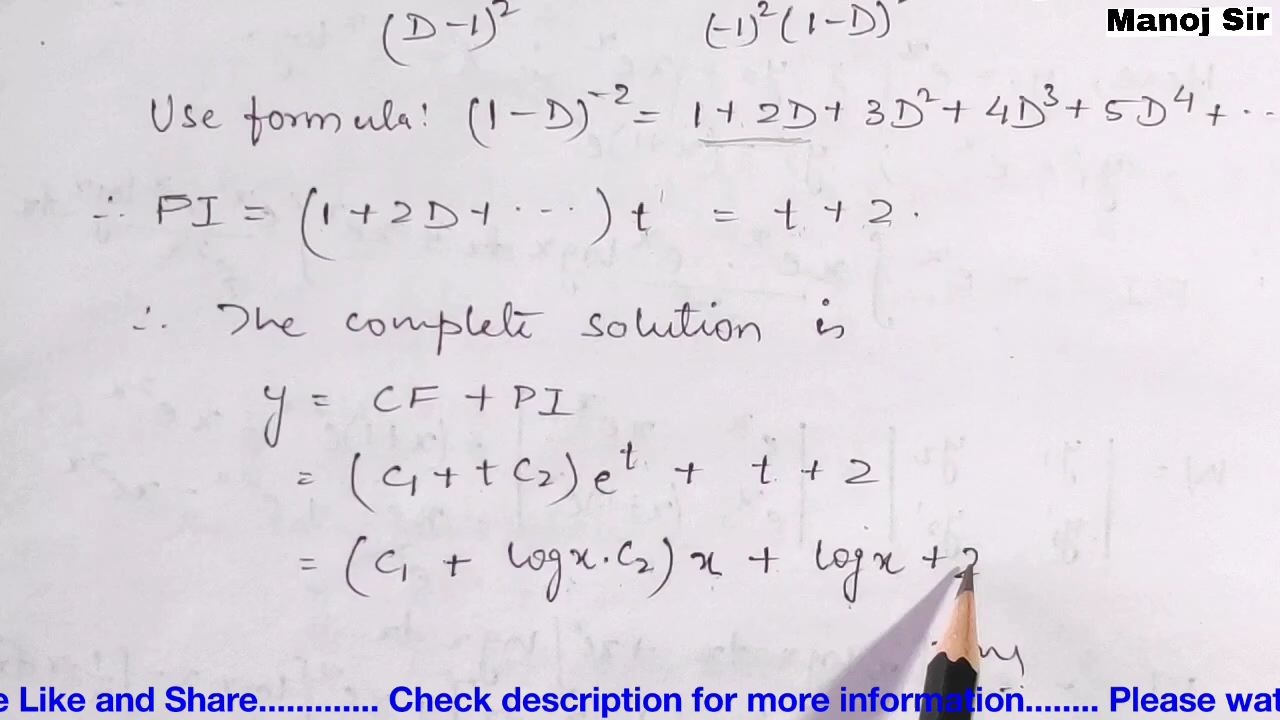 Manoj Sir
(D-1)² (-1)²(1-D)
Use formula: (1-D)⁻² = 1 + 2D + 3D² + 4D³ + 5D⁴ + ...
∴ PI = (1 + 2D + ...) t = t + 2.
∴ The complete solution is
y = CF + PI
= (C₁ + t C₂) eᵗ + t + 2
= (C₁ + logx.C₂) x + logx + 2
e Like and Share............. Check description for more information........ Please wat